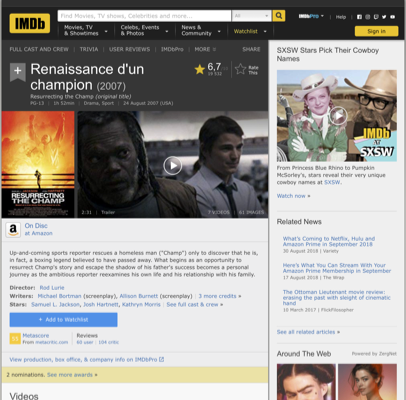 IMDb
Find Movies, TV shows, Celebrities and more...
All
IMDbPro
Help
Movies, TV
& Showtimes
Celebs, Events
& Photos
News &
Community
Watchlist
Sign in
FULL CAST AND CREW | TRIVIA | USER REVIEWS | IMDbPro | MORE
SHARE
Renaissance d'un
champion (2007)
Resurrecting the Champ (original title)
PG-13 | 1h 52min | Drama, Sport | 24 August 2007 (USA)
6,7
Rate
This
RESURRECTING
THE CHAMP
2:31 | Trailer
7 VIDEOS | 61 IMAGES
On Disc
at Amazon
Up-and-coming sports reporter rescues a homeless man ("Champ") only to discover that he is,
in fact, a boxing legend believed to have passed away. What begins as an opportunity to
resurrect Champ's story and escape the shadow of his father's success becomes a personal
journey as the ambitious reporter reexamines his own life and his relationship with his family.
Director: Rod Lurie
Writers: Michael Bortman (screenplay), Allison Burnett (screenplay) | 3 more credits »
Stars: Samuel L. Jackson, Josh Hartnett, Kathryn Morris | See full cast & crew »
+ Add to Watchlist
Metascore
From metacritic.com
Reviews
60 user | 104 critic
View production, box office, & company info on IMDbPro
2 nominations. See more awards »
Videos
SXSW Stars Pick Their Cowboy
Names
IMDb
AT
SXSW
From Princess Blue Rhino to Pumpkin
McSorley's, stars reveal their very
unique cowboy names at SXSW.
Watch now »
Related News
What's Coming to Netflix, Hulu and
Amazon Prime in September 2018
30 August 2018 | Variety
Here's What You Can Stream With Your
Amazon Prime Membership in September
17 August 2018 | The Wrap
The Ottoman Lieutenant movie review:
erasing the past with sleight of cinematic
hand
10 March 2017 | FlickFilosopher
See all related articles »
Around The Web
Powered by ZergNet